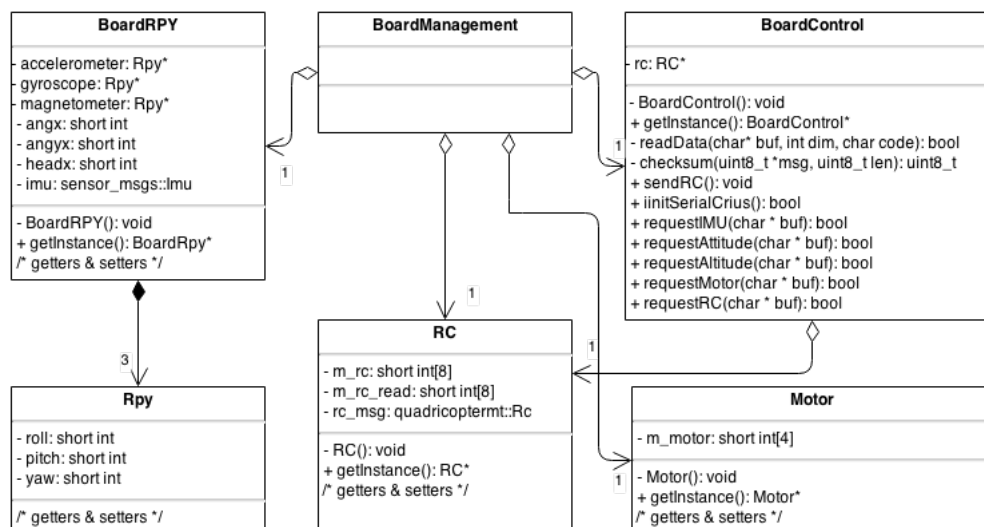 BoardRPY
- accelerometer: Rpy*
- gyroscope: Rpy*
- magnetometer: Rpy*
- angx: short int
- angyx: short int
- headx: short int
- imu: sensor_msgs::Imu
- BoardRPY(): void
+ getInstance(): BoardRpy*
/* getters & setters */
BoardManagement
BoardControl
- rc: RC*
- BoardControl(): void
+ getInstance(): BoardControl*
- readData(char* buf, int dim, char code): bool
- checksum(uint8_t *msg, uint8_t len): uint8_t
+ sendRC(): void
+ iinitSerialCrius(): bool
+ requestIMU(char * buf): bool
+ requestAttitude(char * buf): bool
+ requestAltitude(char * buf): bool
+ requestMotor(char * buf): bool
+ requestRC(char * buf): bool
1
1
1
3
1
1
Rpy
- roll: short int
- pitch: short int
- yaw: short int
/* getters & setters */
RC
- m_rc: short int[8]
- m_rc_read: short int[8]
- rc_msg: quadricoptermt::Rc
- RC(): void
+ getInstance(): RC*
/* getters & setters */
Motor
- m_motor: short int[4]
- Motor(): void
+ getInstance(): Motor*
/* getters & setters */